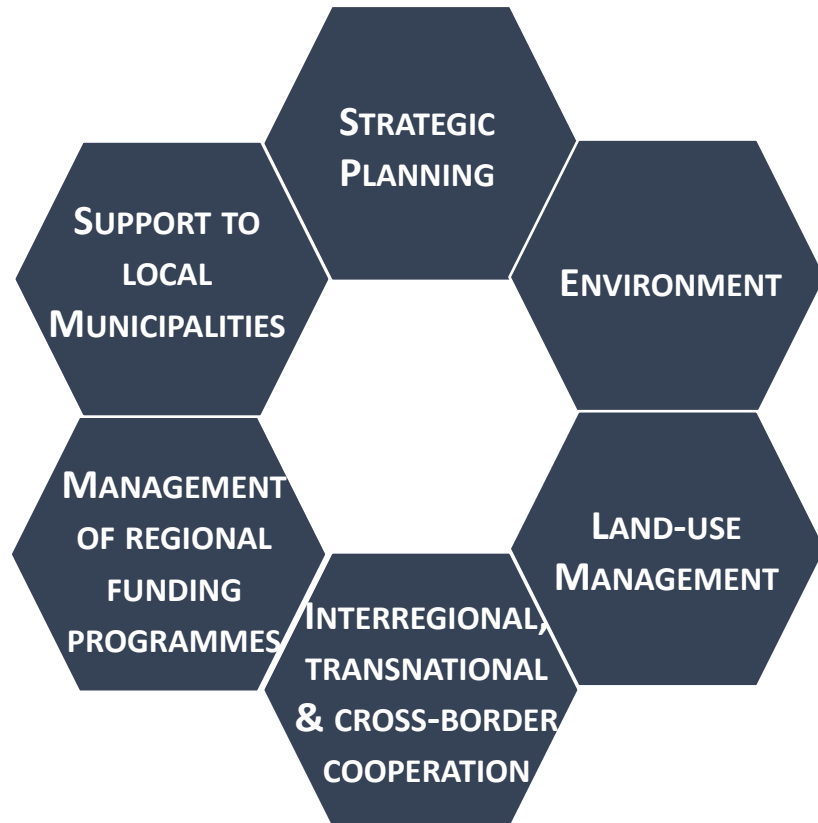 STRATEGIC
PLANNING
ENVIRONMENT
LAND-USE
MANAGEMENT
INTERREGIONAL,
TRANSNATIONAL
& CROSS-BORDER
COOPERATION
MANAGEMENT
OF REGIONAL
FUNDING
PROGRAMMES
SUPPORT TO
LOCAL
MUNICIPALITIES